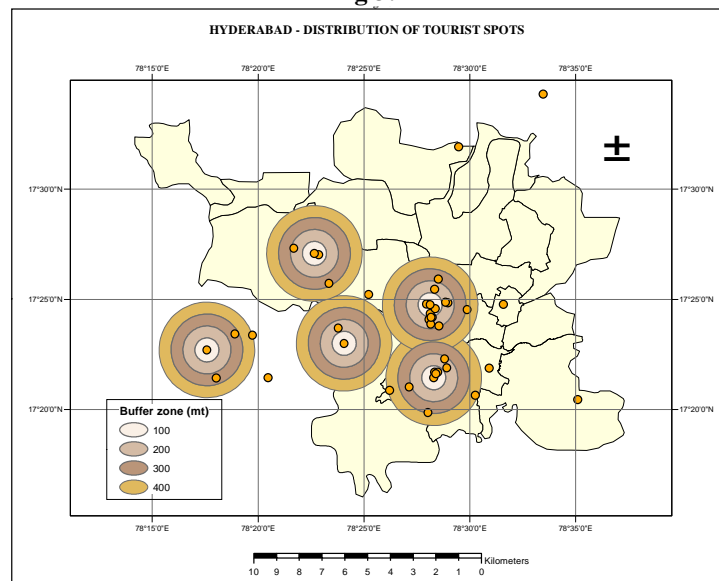 HYDERABAD - DISTRIBUTION OF TOURIST SPOTS
78°15'0"E 78°20'0"E 78°25'0"E 78°30'0"E 78°35'0"E
17°30'0"N 17°30'0"N
17°25'0"N 17°25'0"N
17°20'0"N 17°20'0"N
Buffer zone (mt)
100
200
300
400
78°15'0"E 78°20'0"E 78°25'0"E 78°30'0"E 78°35'0"E
Kilometers
10 9 8 7 6 5 4 3 2 1 0